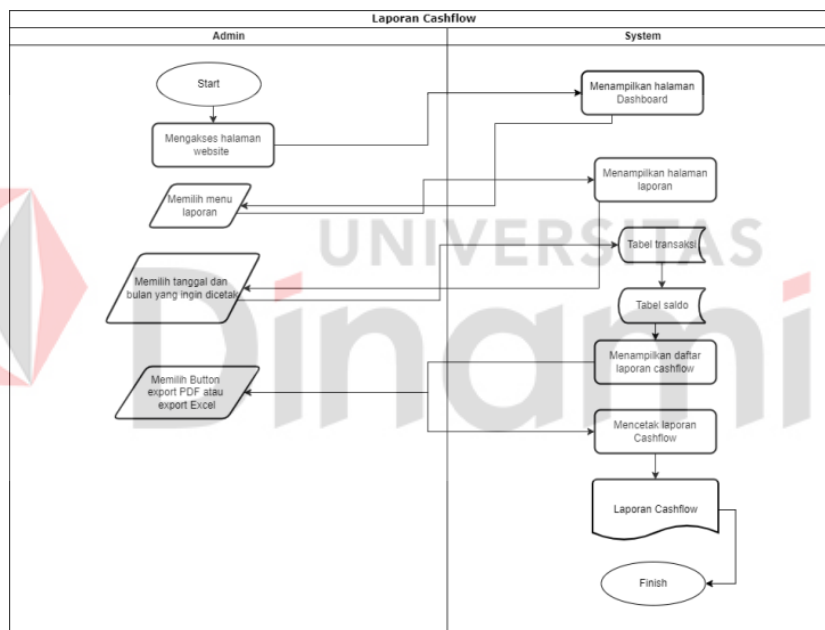 Laporan Cashflow
Admin
System
Start
Menampilkan halaman
Dashboard
Mengakses halaman
website
Menampilkan halaman
laporan
Memilih menu
laporan
UNIVERSITAS
Tabel transaksi
Memilih tanggal dan
bulan yang ingin dicetak
Dinami
Tabel saldo
Menampilkan daftar
laporan cashflow
Memilih Button
export PDF atau
export Excel
Mencetak laporan
Cashflow
Laporan Cashflow
Finish